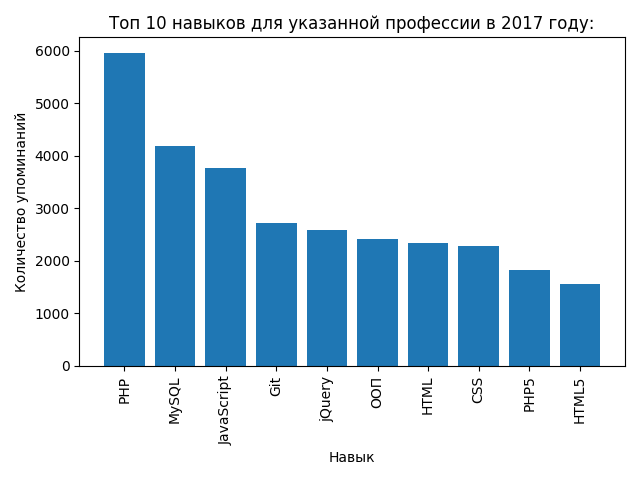 Топ 10 навыков для указанной профессии в 2017 году:
Количество упоминаний
6000
5000
4000
3000
2000
1000
0
PHP
MySQL
JavaScript
Git
jQuery
ООП
HTML
CSS
PHP5
HTML5
Навык